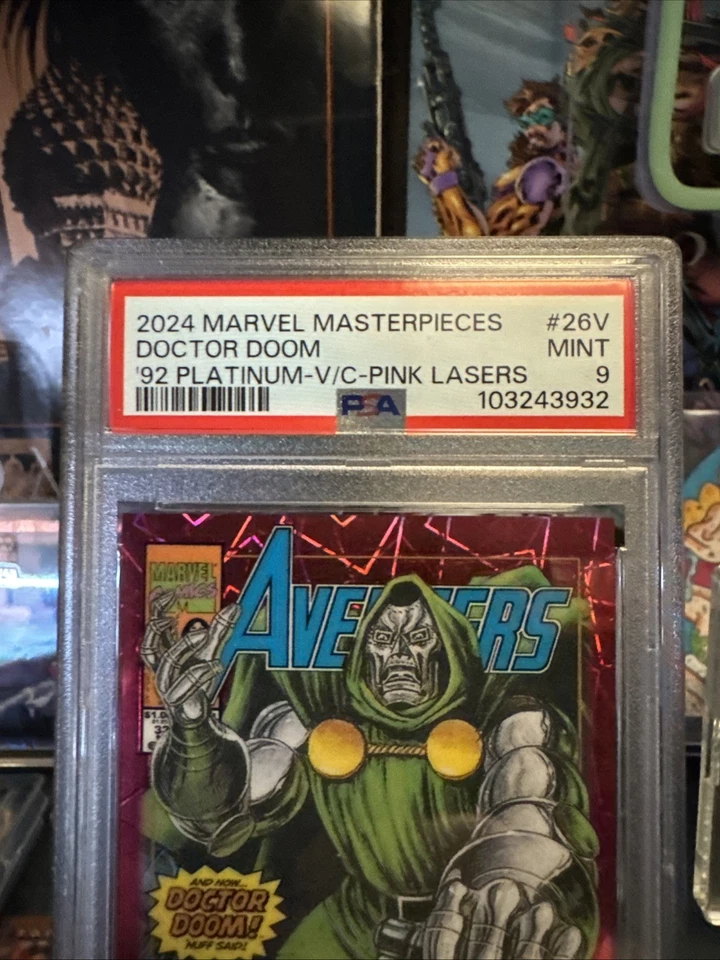 2024 MARVEL MASTERPIECES #26V
DOCTOR DOOM MINT
'92 PLATINUM-V/C-PINK LASERS 9
PSA 103243932
MARVEL
COMICS
AVENGERS
AND NOW...
DOCTOR
DOOM!
'NUFF SAID!